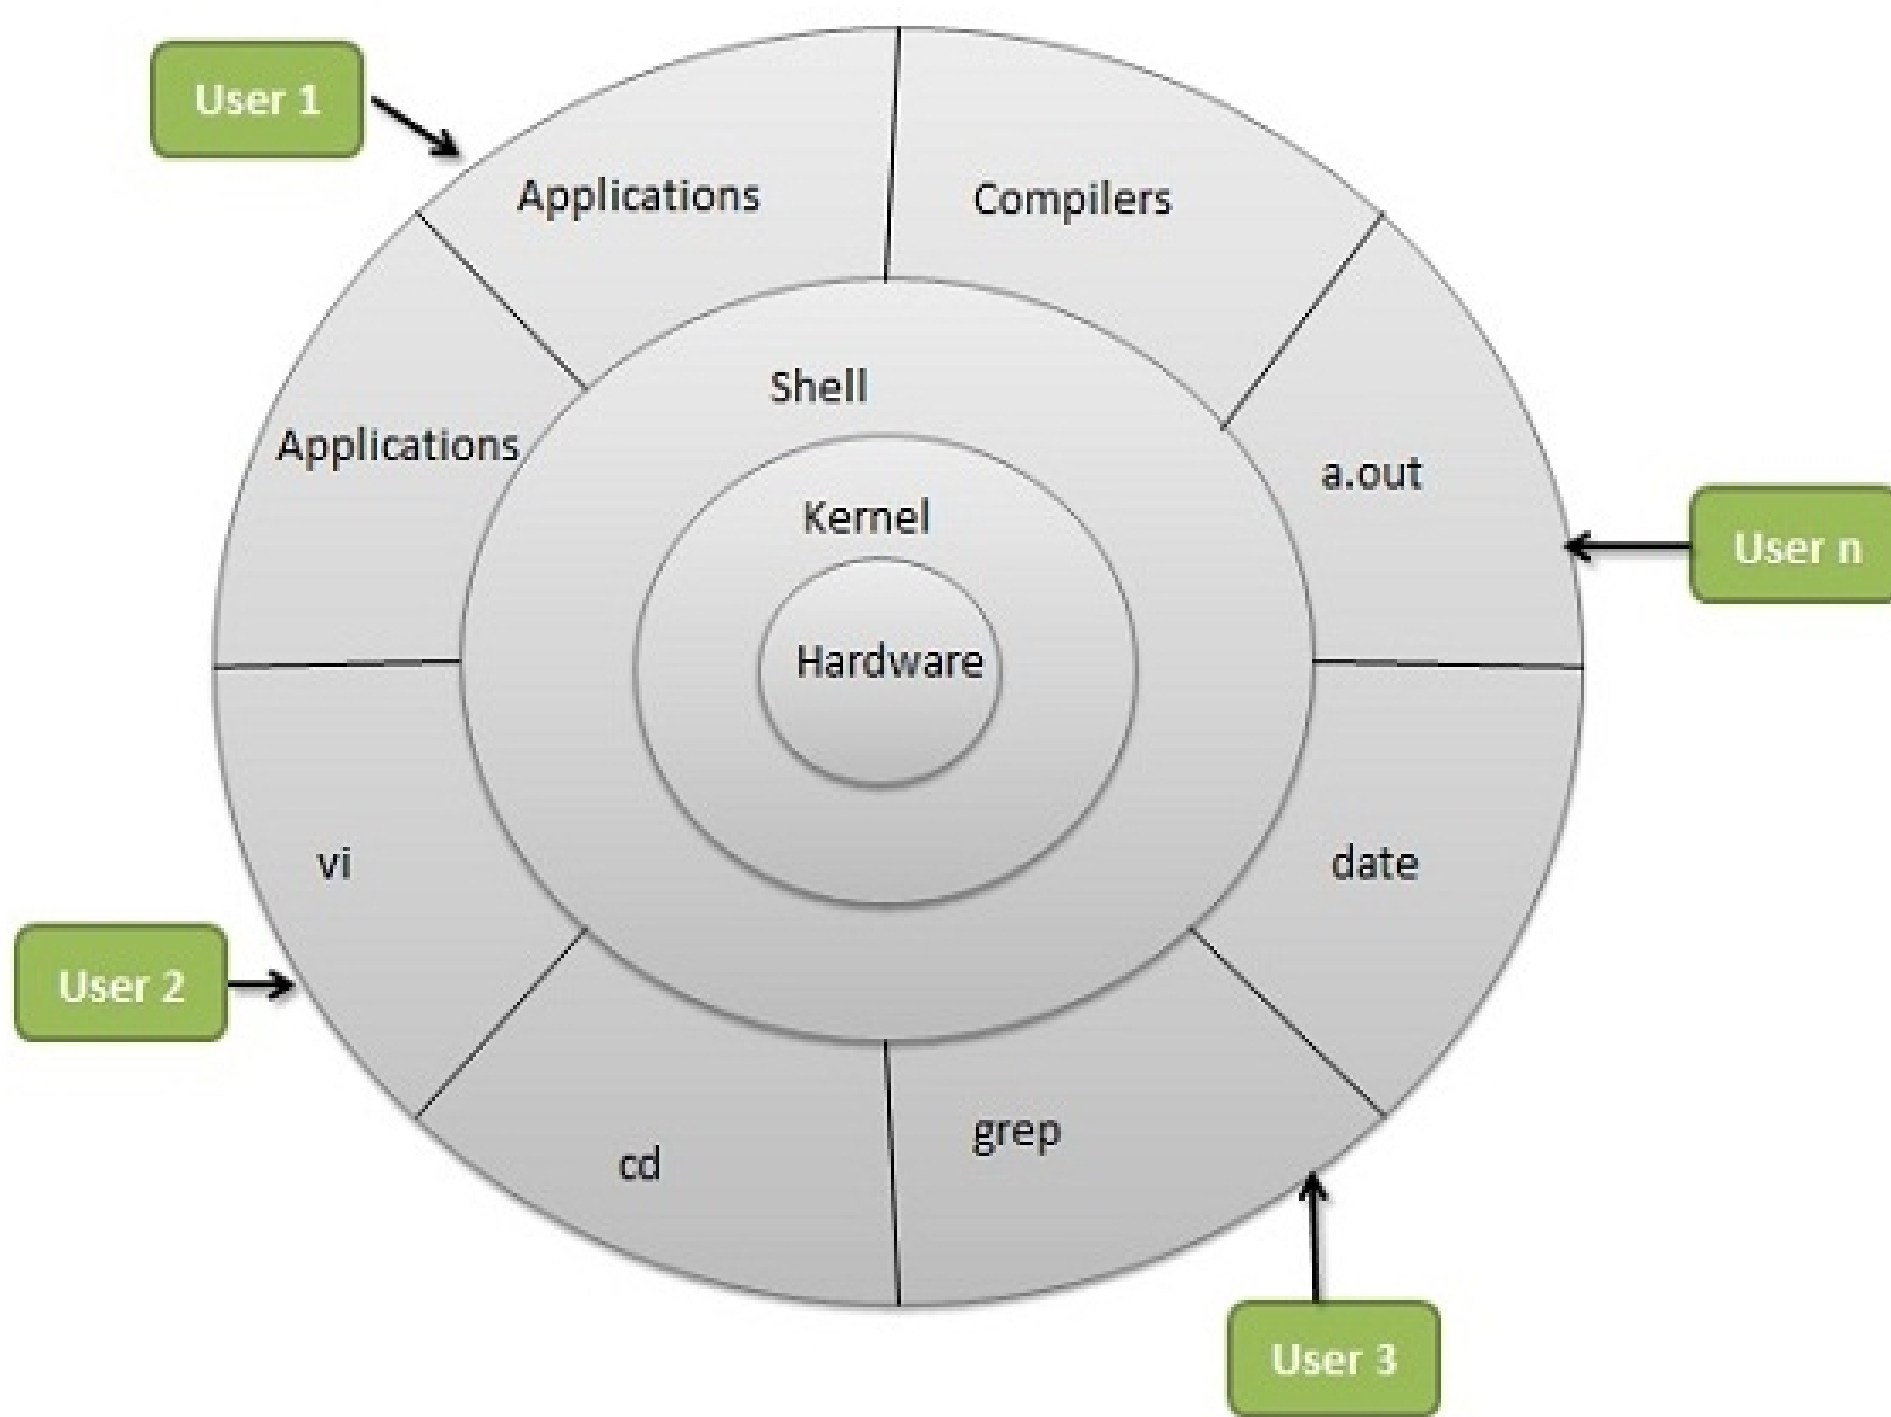 User 1
Applications
Compilers
Shell
Applications
a.out
Kernel
User n
Hardware
vi
date
User 2
grep
cd
User 3